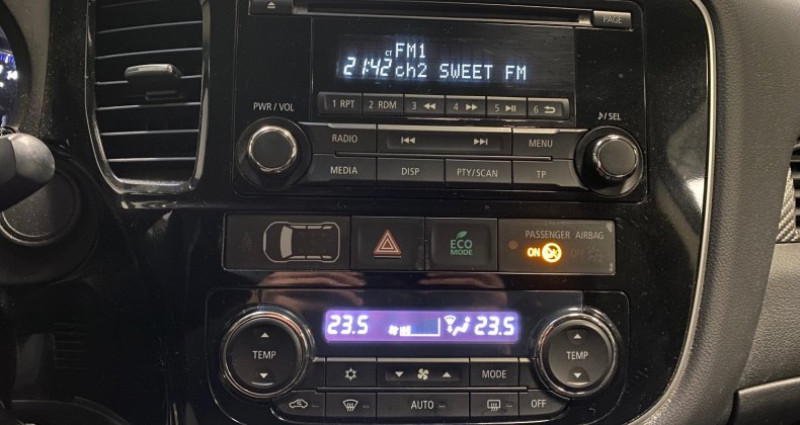 PAGE
CT FM1
21:42 ch2 SWEET FM
1 RPT 2 RDM 3 4 5 6
PWR / VOL
/SEL
RADIO MENU
MEDIA DISP PTY/SCAN TP
PASSENGER AIRBAG
ECO
MODE
ON OFF
23.5 23.5
TEMP TEMP
MODE
AUTO OFF